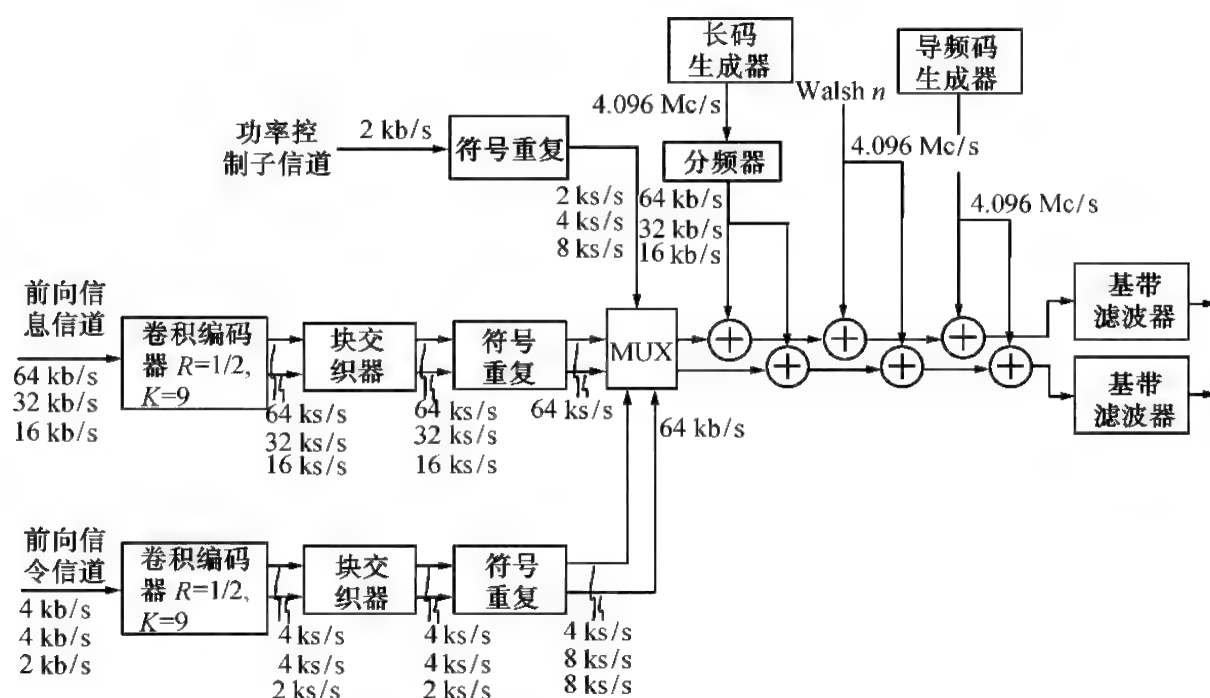 长码
生成器
导频码
生成器
4.096 Mc/s
Walsh n
功率控
制子信道
2 kb/s
符号重复
分频器
4.096 Mc/s
2 ks/s
4 ks/s
8 ks/s
64 kb/s
32 kb/s
16 kb/s
4.096 Mc/s
前向信
息信道
64 kb/s
32 kb/s
16 kb/s
卷积编码
器 R=1/2,
K=9
64 ks/s
32 ks/s
16 ks/s
块交
织器
64 ks/s
32 ks/s
16 ks/s
符号
重复
64 ks/s
MUX
64 kb/s
基带
滤波器
基带
滤波器
前向信
令信道
4 kb/s
4 kb/s
2 kb/s
卷积编码
器 R=1/2,
K=9
4 ks/s
4 ks/s
2 ks/s
块交
织器
4 ks/s
4 ks/s
2 ks/s
符号
重复
4 ks/s
8 ks/s
8 ks/s